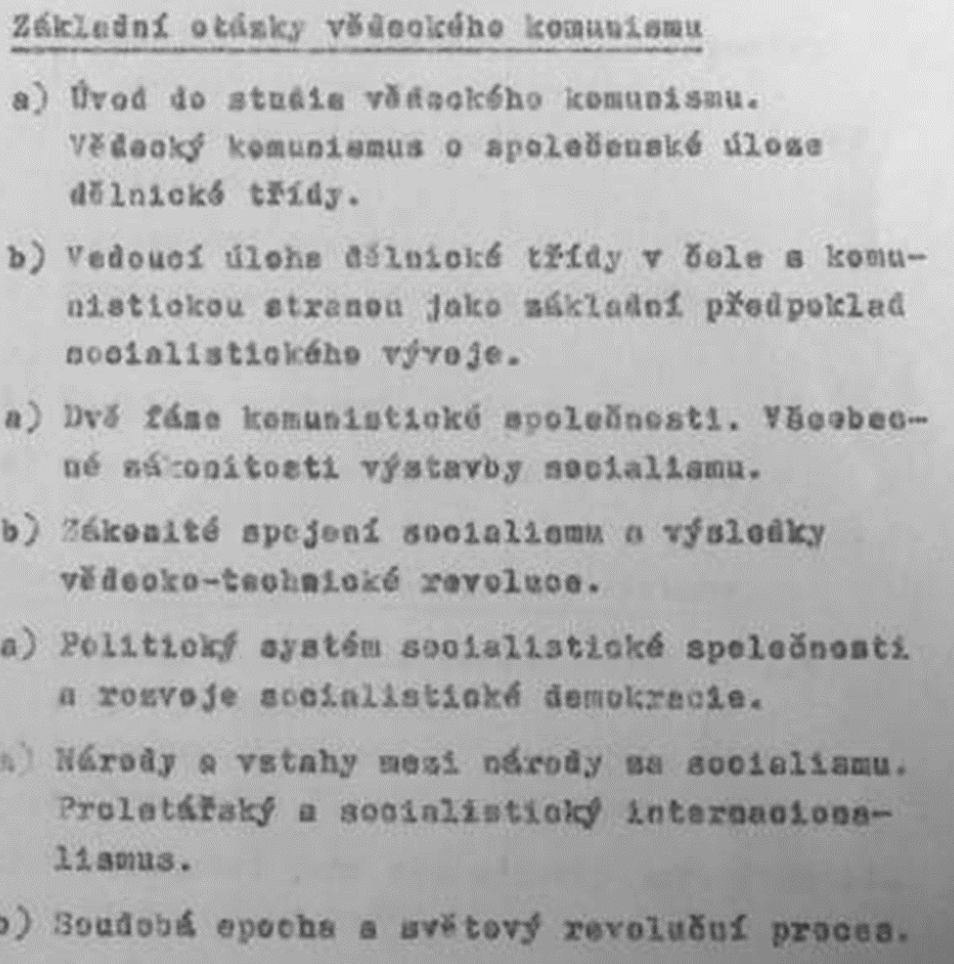 Základní otázky vědeckého komunismu
a) Úvod do studia vědeckého komunismu.
Vědecký komunismus o společenské úloze
dělnické třídy.
b) Vedoucí úloha dělnické třídy v čele s komu-
nistickou stranou jako základní předpoklad
socialistického vývoje.
a) Dvě fáze komunistické společnosti. Všeobec-
né zákonitosti výstavby socialismu.
b) Zákonité spojení socialismu a výsledky
vědecko-technické revoluce.
a) Politický systém socialistické společnosti
a rozvoje socialistické demokracie.
a) Národy a vztahy mezi národy za socialismu.
Proletářský a socialistický internaciona-
lismus.
b) Soudobá epocha a světový revoluční proces.